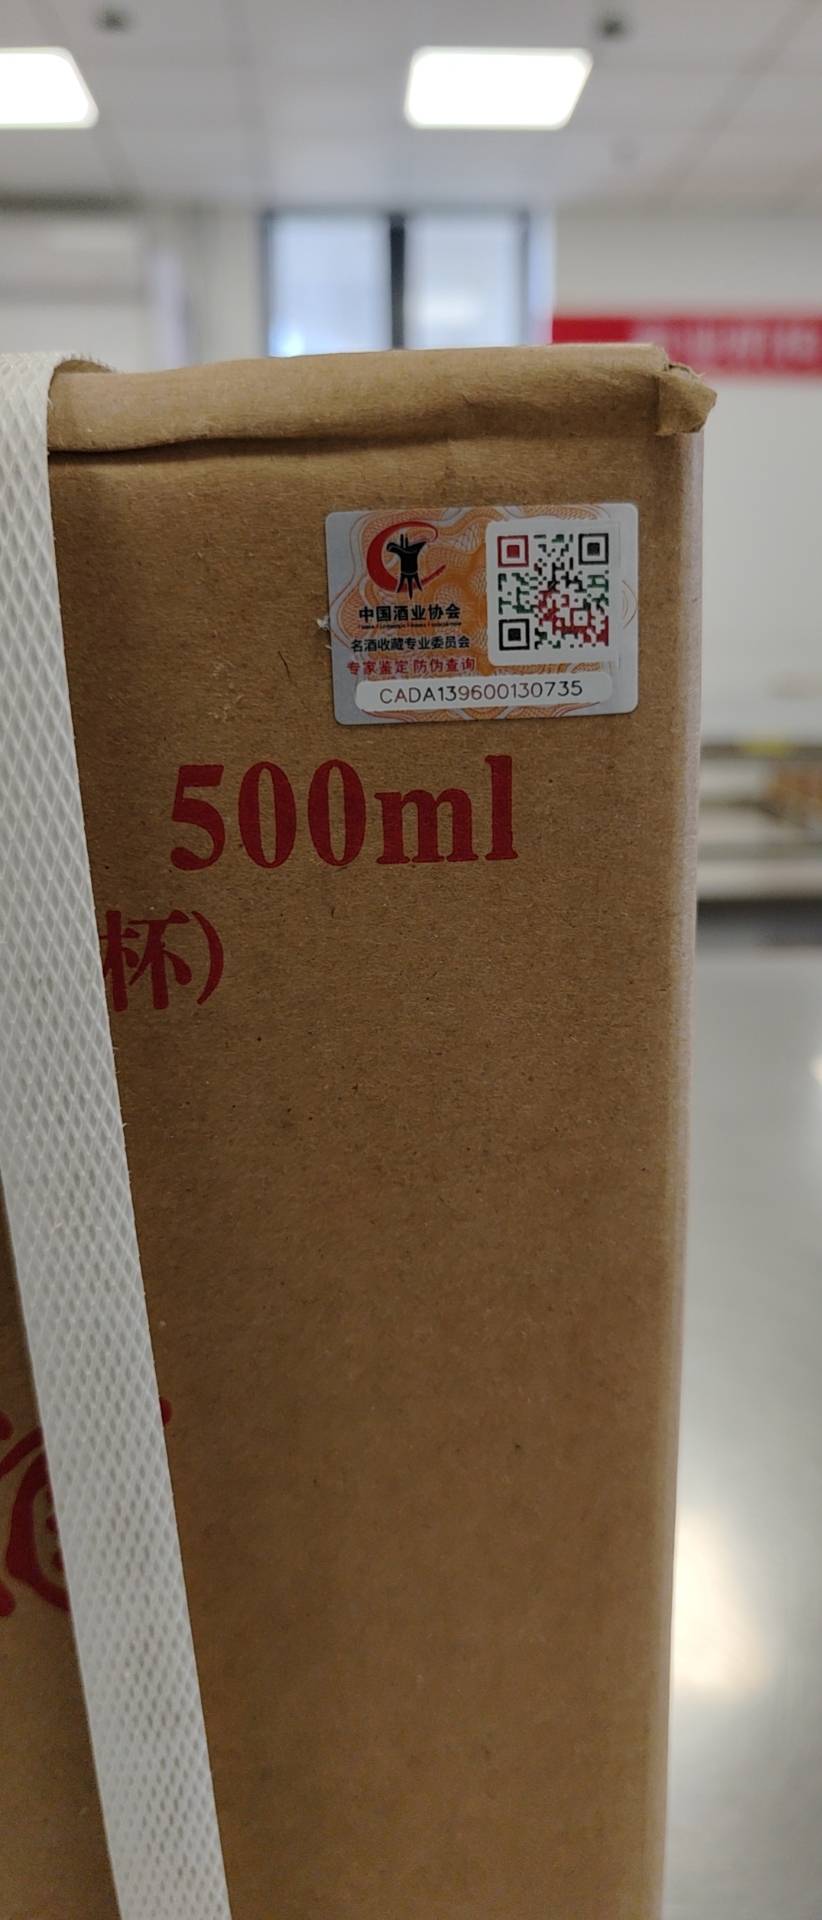 中国酒业协会
名酒收藏专业委员会
专家鉴定 防伪查询
CADA139600130735
500ml
杯)